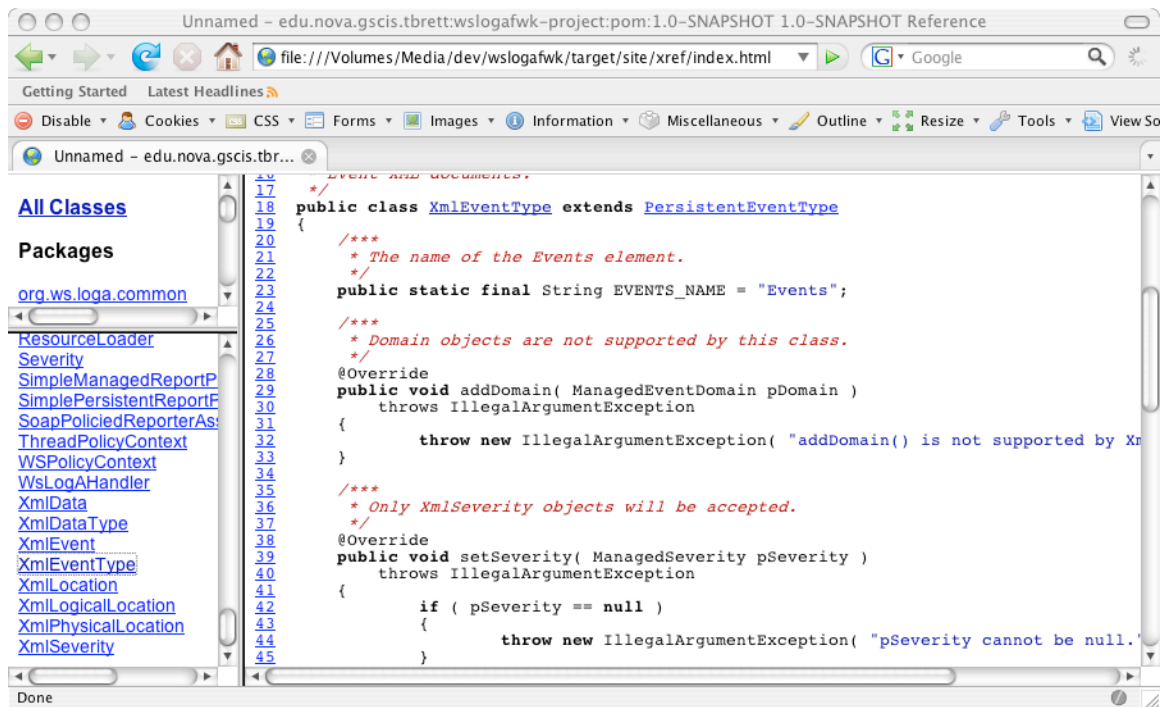 Unnamed – edu.nova.gscis.tbrett:wslogafwk-project:pom:1.0-SNAPSHOT 1.0-SNAPSHOT Reference
file:///Volumes/Media/dev/wslogafwk/target/site/xref/index.html
G Google
Getting Started Latest Headlines
Disable Cookies CSS Forms Images Information Miscellaneous Outline Resize Tools View So
Unnamed – edu.nova.gscis.tbr...
All Classes
Packages
org.ws.loga.common
ResourceLoader
Severity
SimpleManagedReportP
SimplePersistentReportP
SoapPoliciedReporterAss
ThreadPolicyContext
WSPolicyContext
WsLogAHandler
XmlData
XmlDataType
XmlEvent
XmlEventType
XmlLocation
XmlLogicalLocation
XmlPhysicalLocation
XmlSeverity
16 * Event XML documents.
17 */
18 public class XmlEventType extends PersistentEventType
19 {
20 /***
21 * The name of the Events element.
22 */
23 public static final String EVENTS_NAME = "Events";
24
25 /***
26 * Domain objects are not supported by this class.
27 */
28 @Override
29 public void addDomain( ManagedEventDomain pDomain )
30 throws IllegalArgumentException
31 {
32 throw new IllegalArgumentException( "addDomain() is not supported by Xm
33 }
34
35 /***
36 * Only XmlSeverity objects will be accepted.
37 */
38 @Override
39 public void setSeverity( ManagedSeverity pSeverity )
40 throws IllegalArgumentException
41 {
42 if ( pSeverity == null )
43 {
44 throw new IllegalArgumentException( "pSeverity cannot be null."
45 }
Done